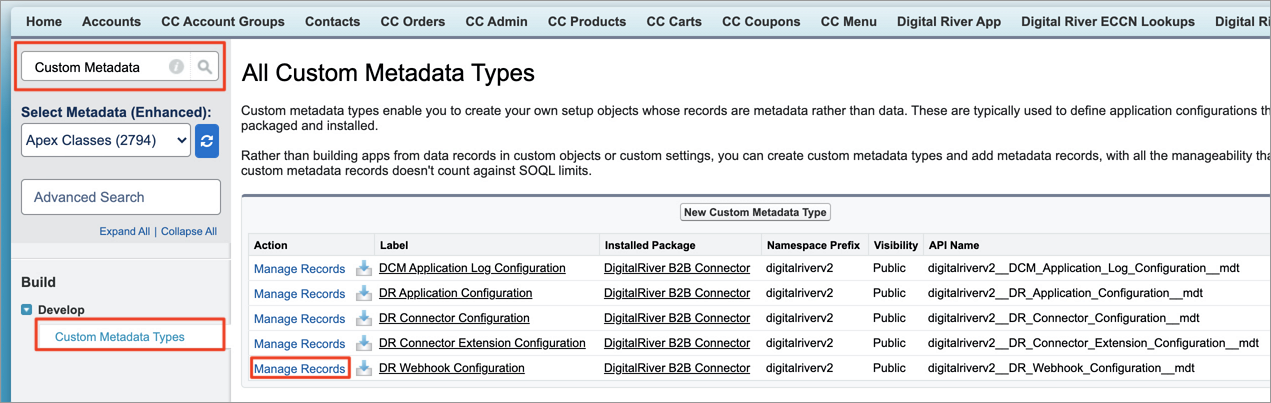 Home Accounts CC Account Groups Contacts CC Orders CC Admin CC Products CC Carts CC Coupons CC Menu Digital River App Digital River ECCN Lookups Digital Ri
Custom Metadata
Select Metadata (Enhanced):
Apex Classes (2794)
Advanced Search
Expand All | Collapse All
Build
Develop
Custom Metadata Types
All Custom Metadata Types
Custom metadata types enable you to create your own setup objects whose records are metadata rather than data. These are typically used to define application configurations th
packaged and installed.
Rather than building apps from data records in custom objects or custom settings, you can create custom metadata types and add metadata records, with all the manageability tha
custom metadata records doesn't count against SOQL limits.
New Custom Metadata Type
Action Label Installed Package Namespace Prefix Visibility API Name
Manage Records DCM Application Log Configuration DigitalRiver B2B Connector digitalriverv2 Public digitalriverv2__DCM_Application_Log_Configuration__mdt
Manage Records DR Application Configuration DigitalRiver B2B Connector digitalriverv2 Public digitalriverv2__DR_Application_Configuration__mdt
Manage Records DR Connector Configuration DigitalRiver B2B Connector digitalriverv2 Public digitalriverv2__DR_Connector_Configuration__mdt
Manage Records DR Connector Extension Configuration DigitalRiver B2B Connector digitalriverv2 Public digitalriverv2__DR_Connector_Extension_Configuration__mdt
Manage Records DR Webhook Configuration DigitalRiver B2B Connector digitalriverv2 Public digitalriverv2__DR_Webhook_Configuration__mdt